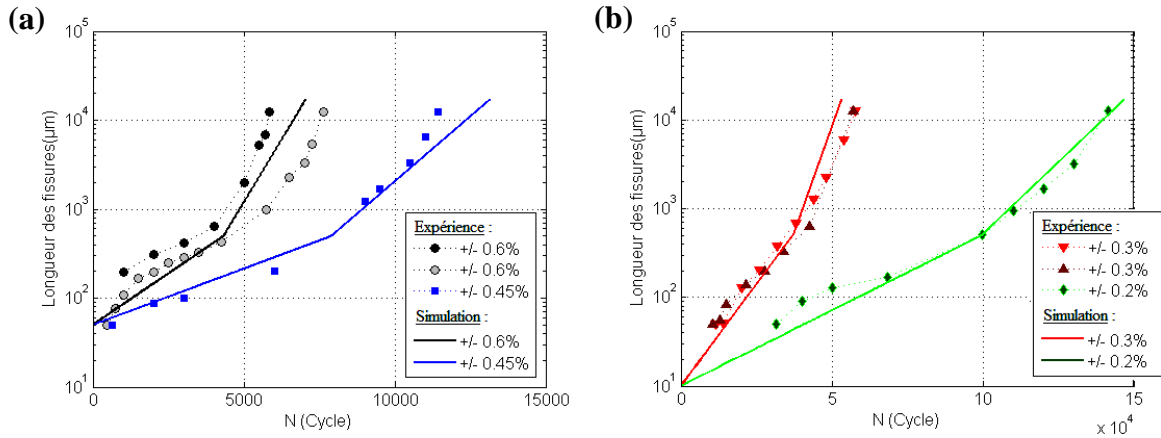 (a)
Longueur des fissures(µm)
10^5
10^4
10^3
10^2
10^1
0
5000
10000
15000
N (Cycle)
Expérience :
+/- 0.6%
+/- 0.6%
+/- 0.45%
Simulation :
+/- 0.6%
+/- 0.45%
(b)
Longueur des fissures(µm)
10^5
10^4
10^3
10^2
10^1
0
5
10
15
x 10^4
N (Cycle)
Expérience :
+/- 0.3%
+/- 0.3%
+/- 0.2%
Simulation :
+/- 0.3%
+/- 0.2%